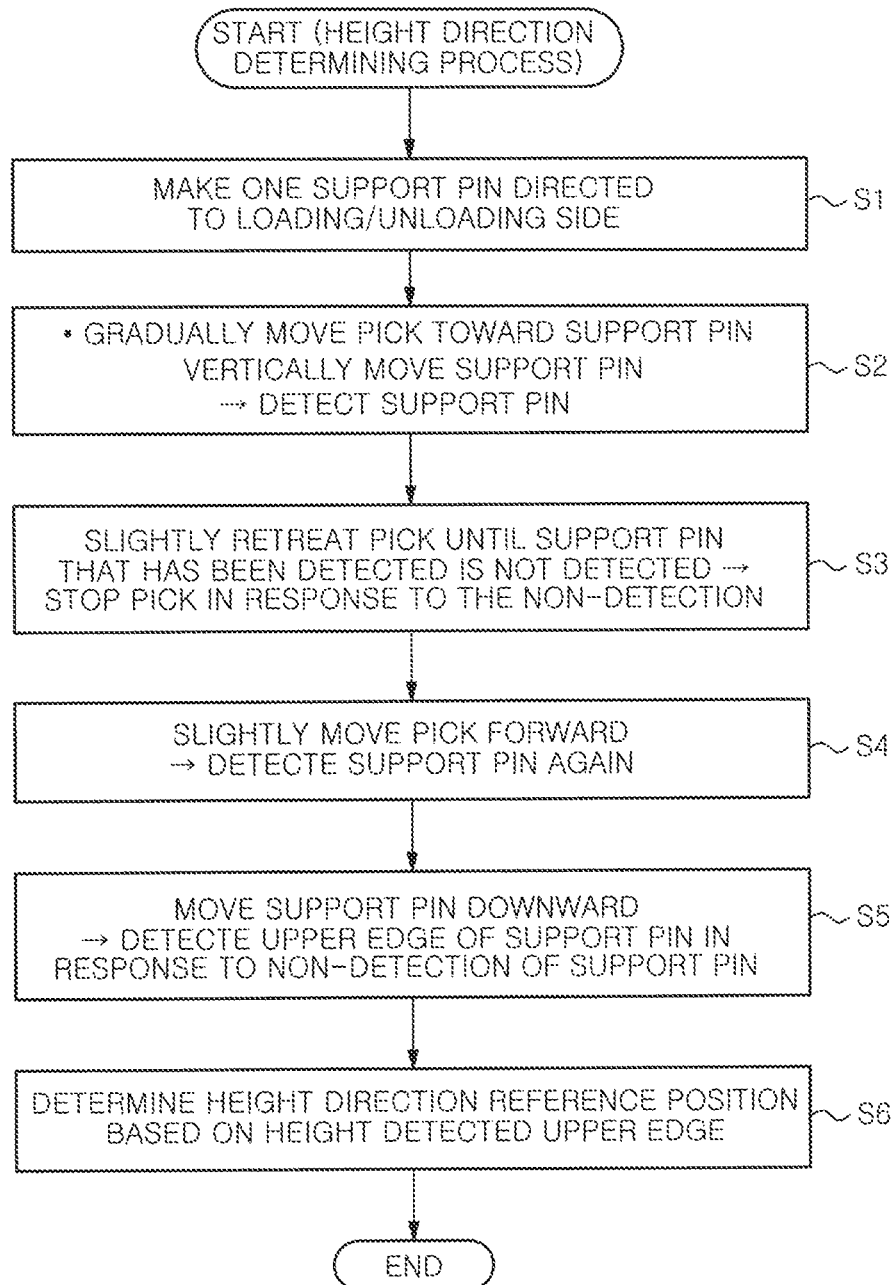 START (HEIGHT DIRECTION
DETERMINING PROCESS)
MAKE ONE SUPPORT PIN DIRECTED
TO LOADING/UNLOADING SIDE
S1
• GRADUALLY MOVE PICK TOWARD SUPPORT PIN
VERTICALLY MOVE SUPPORT PIN
→ DETECT SUPPORT PIN
S2
SLIGHTLY RETREAT PICK UNTIL SUPPORT PIN
THAT HAS BEEN DETECTED IS NOT DETECTED →
STOP PICK IN RESPONSE TO THE NON-DETECTION
S3
SLIGHTLY MOVE PICK FORWARD
→ DETECTE SUPPORT PIN AGAIN
S4
MOVE SUPPORT PIN DOWNWARD
→ DETECTE UPPER EDGE OF SUPPORT PIN IN
RESPONSE TO NON-DETECTION OF SUPPORT PIN
S5
DETERMINE HEIGHT DIRECTION REFERENCE POSITION
BASED ON HEIGHT DETECTED UPPER EDGE
S6
END